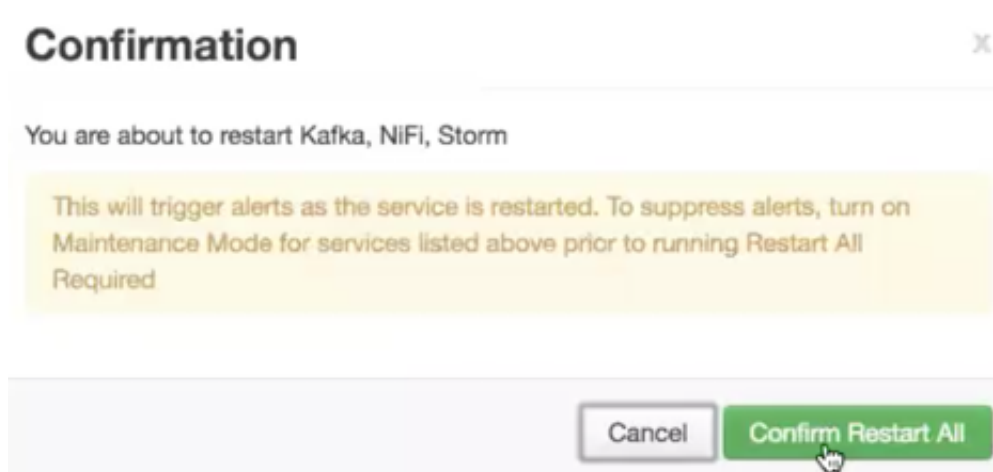 Confirmation
x
You are about to restart Kafka, NiFi, Storm
This will trigger alerts as the service is restarted. To suppress alerts, turn on
Maintenance Mode for services listed above prior to running Restart All
Required
Cancel
Confirm Restart All